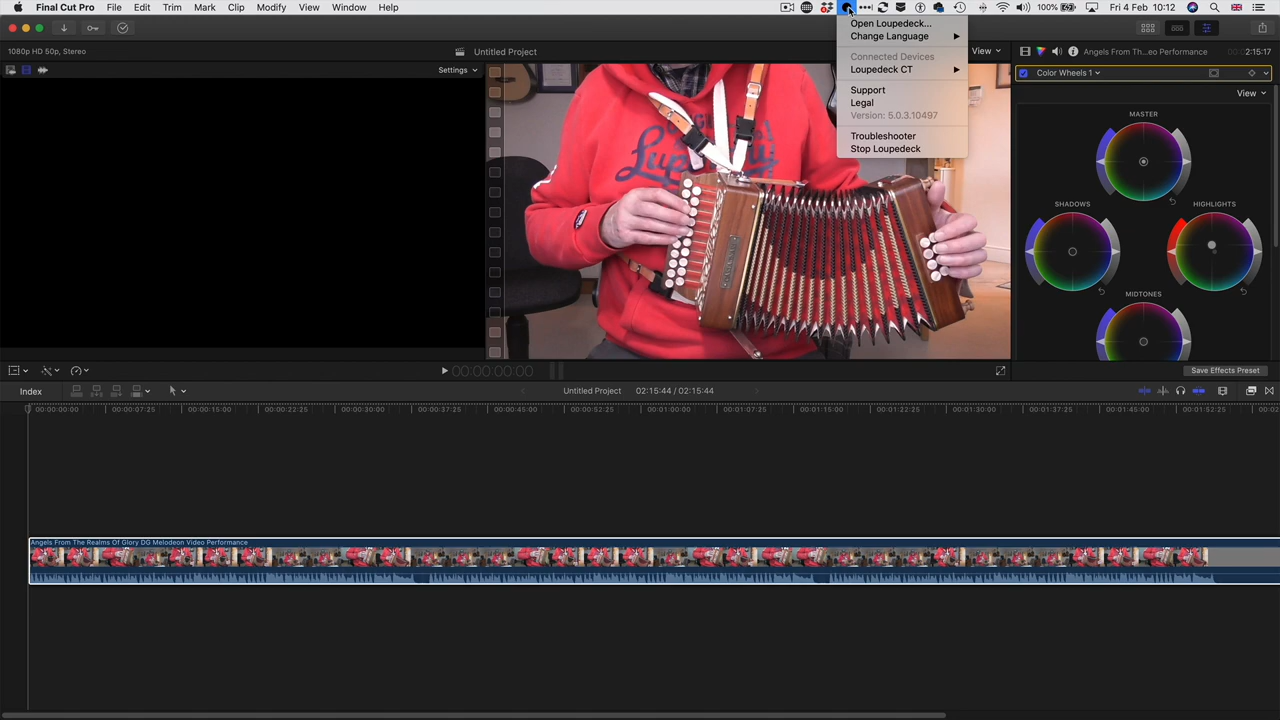 Final Cut Pro File Edit Trim Mark Clip Modify View Window Help 100% Fri 4 Feb 10:12
Open Loupedeck...
Change Language
Connected Devices
Loupedeck CT
Support
Legal
Version: 5.0.3.10497
Troubleshooter
Stop Loupedeck
1080p HD 50p, Stereo
Untitled Project
View
Angels From Th...eo Performance
2:15:17
Settings
Color Wheels 1
View
MASTER
SHADOWS
HIGHLIGHTS
MIDTONES
Save Effects Preset
00:00:00:00
Index
Untitled Project
02:15:44 / 02:15:44
00:00:00:00 00:00:07:25 00:00:15:00 00:00:22:25 00:00:30:00 00:00:37:25 00:00:45:00 00:00:52:25 00:01:00:00 00:01:07:25 00:01:15:00 00:01:22:25 00:01:30:00 00:01:37:25 00:01:45:00 00:01:52:25
Angels From The Realms Of Glory DG Melodeon Video Performance